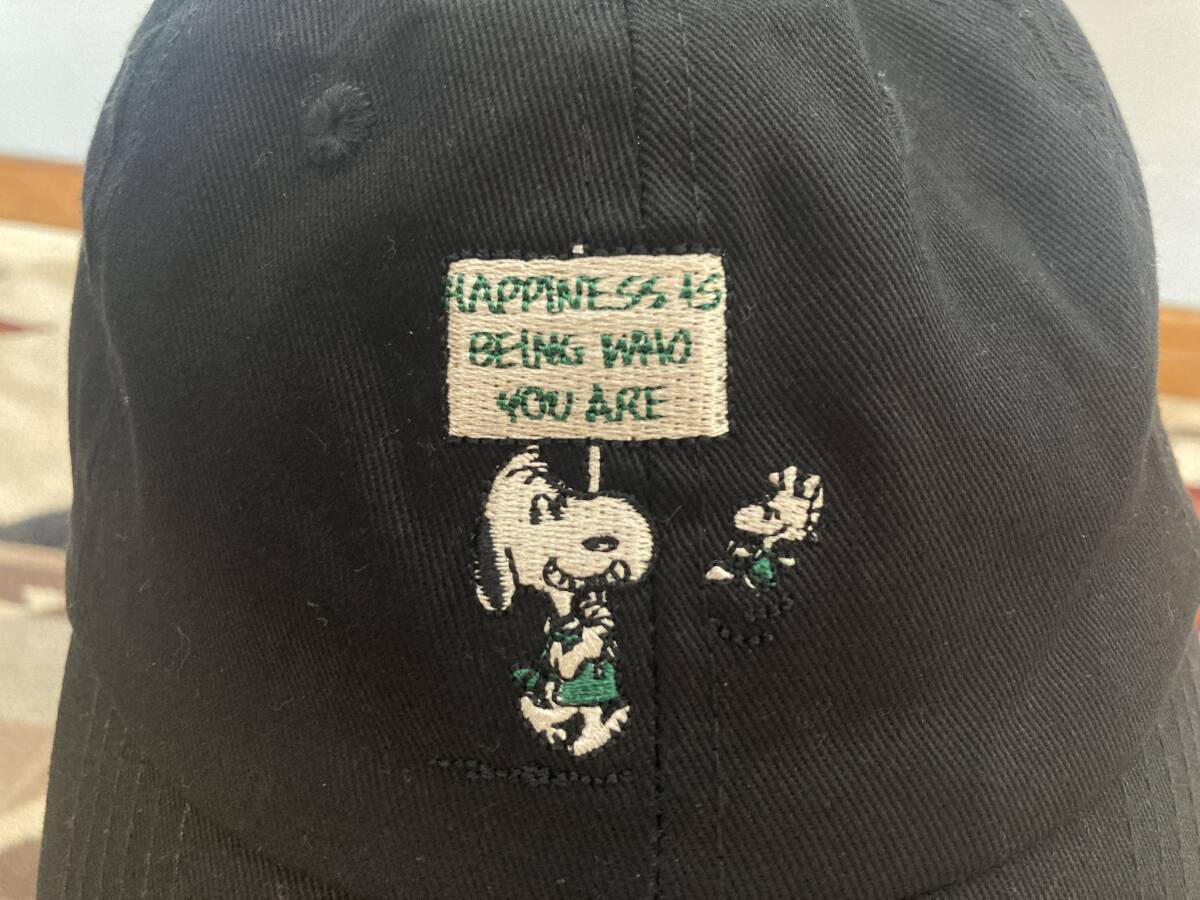 HAPPINESS IS
BEING WHO
YOU ARE